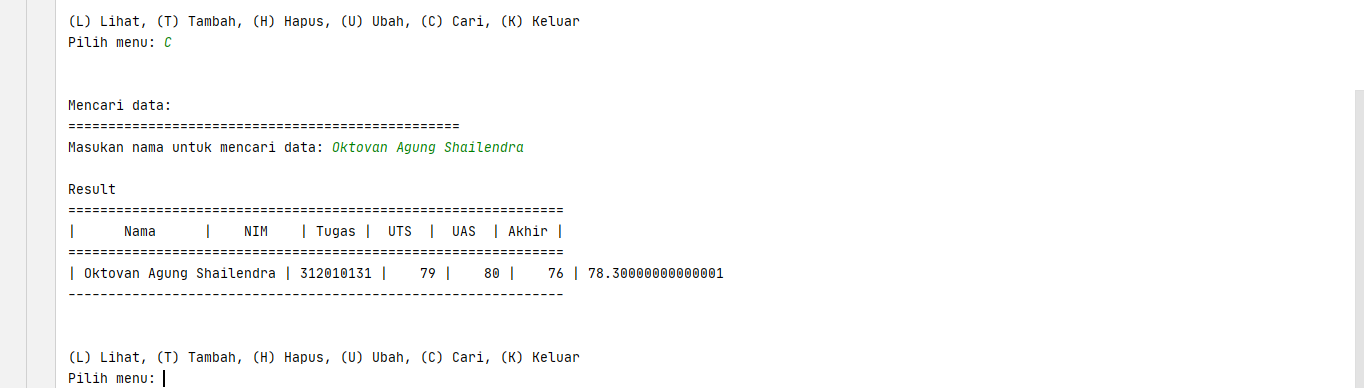 (L) Lihat, (T) Tambah, (H) Hapus, (U) Ubah, (C) Cari, (K) Keluar
Pilih menu: C
Mencari data:
=================================================
Masukan nama untuk mencari data: Oktovan Agung Shailendra
Result
==============================================================
|      Nama      |    NIM    | Tugas |  UTS  |  UAS  | Akhir |
==============================================================
| Oktovan Agung Shailendra | 312010131 |    79 |    80 |    76 | 78.30000000000001
--------------------------------------------------------------
(L) Lihat, (T) Tambah, (H) Hapus, (U) Ubah, (C) Cari, (K) Keluar
Pilih menu: